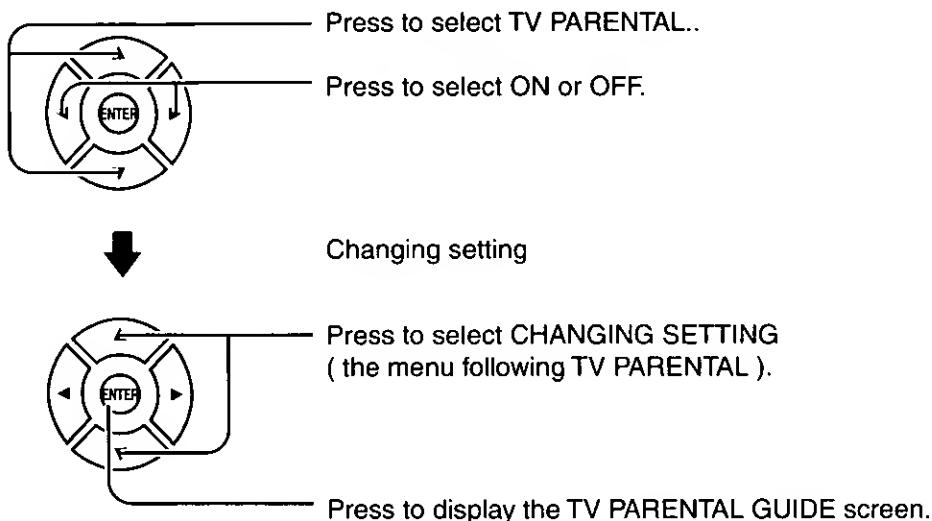 Press to select TV PARENTAL..
Press to select ON or OFF.
ENTER
Changing setting
Press to select CHANGING SETTING
( the menu following TV PARENTAL ).
ENTER
Press to display the TV PARENTAL GUIDE screen.